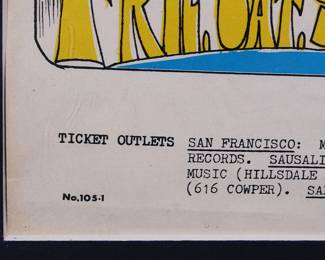 FRI. SAT. S
TICKET OUTLETS SAN FRANCISCO: M
RECORDS. SAUSALI
MUSIC (HILLSDALE
(616 COWPER). SA
No.105-1